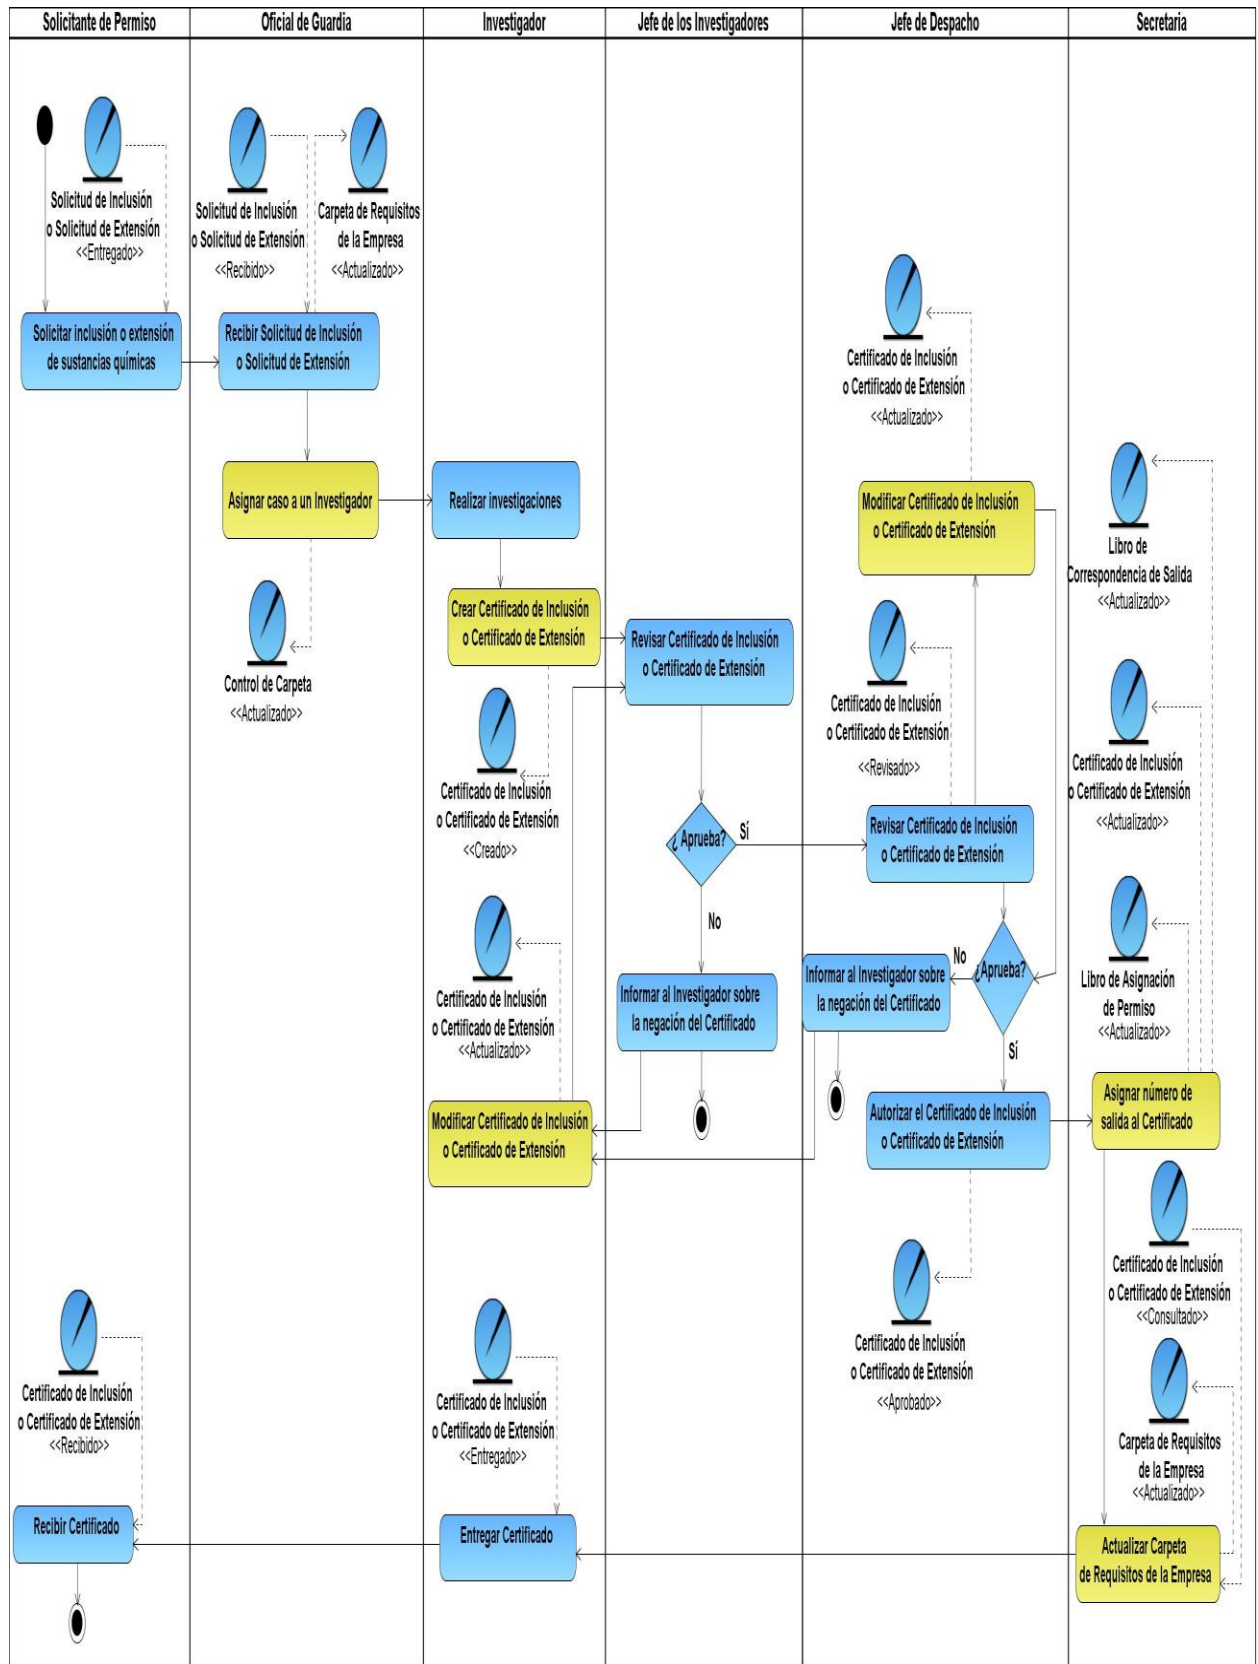 Solicitante de Permiso
Oficial de Guardia
Investigador
Jefe de los Investigadores
Jefe de Despacho
Secretaria
Solicitud de Inclusión
o Solicitud de Extensión
<<Entregado>>
Solicitar inclusión o extensión
de sustancias químicas
Certificado de Inclusión
o Certificado de Extensión
<<Recibido>>
Recibir Certificado
Solicitud de Inclusión
o Solicitud de Extensión
<<Recibido>>
Carpeta de Requisitos
de la Empresa
<<Actualizado>>
Recibir Solicitud de Inclusión
o Solicitud de Extensión
Asignar caso a un Investigador
Control de Carpeta
<<Actualizado>>
Realizar investigaciones
Crear Certificado de Inclusión
o Certificado de Extensión
Certificado de Inclusión
o Certificado de Extensión
<<Creado>>
Certificado de Inclusión
o Certificado de Extensión
<<Actualizado>>
Modificar Certificado de Inclusión
o Certificado de Extensión
Certificado de Inclusión
o Certificado de Extensión
<<Entregado>>
Entregar Certificado
Revisar Certificado de Inclusión
o Certificado de Extensión
¿ Aprueba?
Sí
No
Informar al Investigador sobre
la negación del Certificado
Certificado de Inclusión
o Certificado de Extensión
<<Actualizado>>
Modificar Certificado de Inclusión
o Certificado de Extensión
Certificado de Inclusión
o Certificado de Extensión
<<Revisado>>
Revisar Certificado de Inclusión
o Certificado de Extensión
¿Aprueba?
No
Sí
Informar al Investigador sobre
la negación del Certificado
Autorizar el Certificado de Inclusión
o Certificado de Extensión
Certificado de Inclusión
o Certificado de Extensión
<<Aprobado>>
Libro de
Correspondencia de Salida
<<Actualizado>>
Certificado de Inclusión
o Certificado de Extensión
<<Actualizado>>
Libro de Asignación
de Permiso
<<Actualizado>>
Asignar número de
salida al Certificado
Certificado de Inclusión
o Certificado de Extensión
<<Consultado>>
Carpeta de Requisitos
de la Empresa
<<Actualizado>>
Actualizar Carpeta
de Requisitos de la Empresa